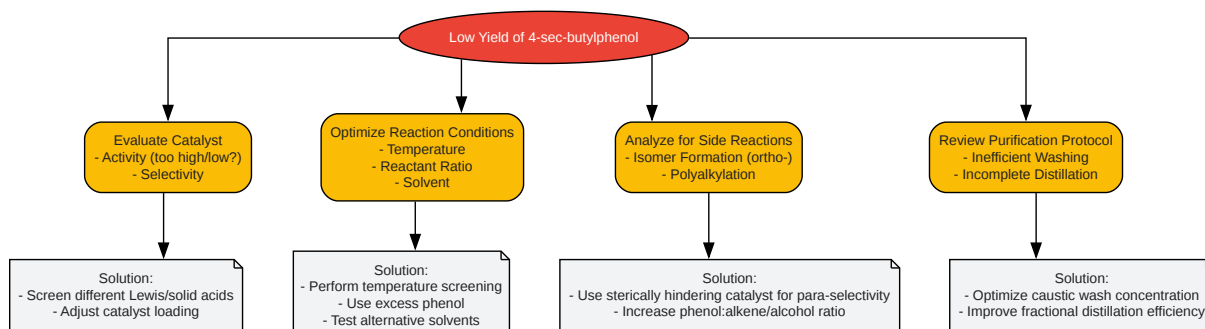 Low Yield of 4-sec-butylphenol
Evaluate Catalyst
- Activity (too high/low?)
- Selectivity
Optimize Reaction Conditions
- Temperature
- Reactant Ratio
- Solvent
Analyze for Side Reactions
- Isomer Formation (ortho-)
- Polyalkylation
Review Purification Protocol
- Inefficient Washing
- Incomplete Distillation
Solution:
- Screen different Lewis/solid acids
- Adjust catalyst loading
Solution:
- Perform temperature screening
- Use excess phenol
- Test alternative solvents
Solution:
- Use sterically hindering catalyst for para-selectivity
- Increase phenol:alkene/alcohol ratio
Solution:
- Optimize caustic wash concentration
- Improve fractional distillation efficiency